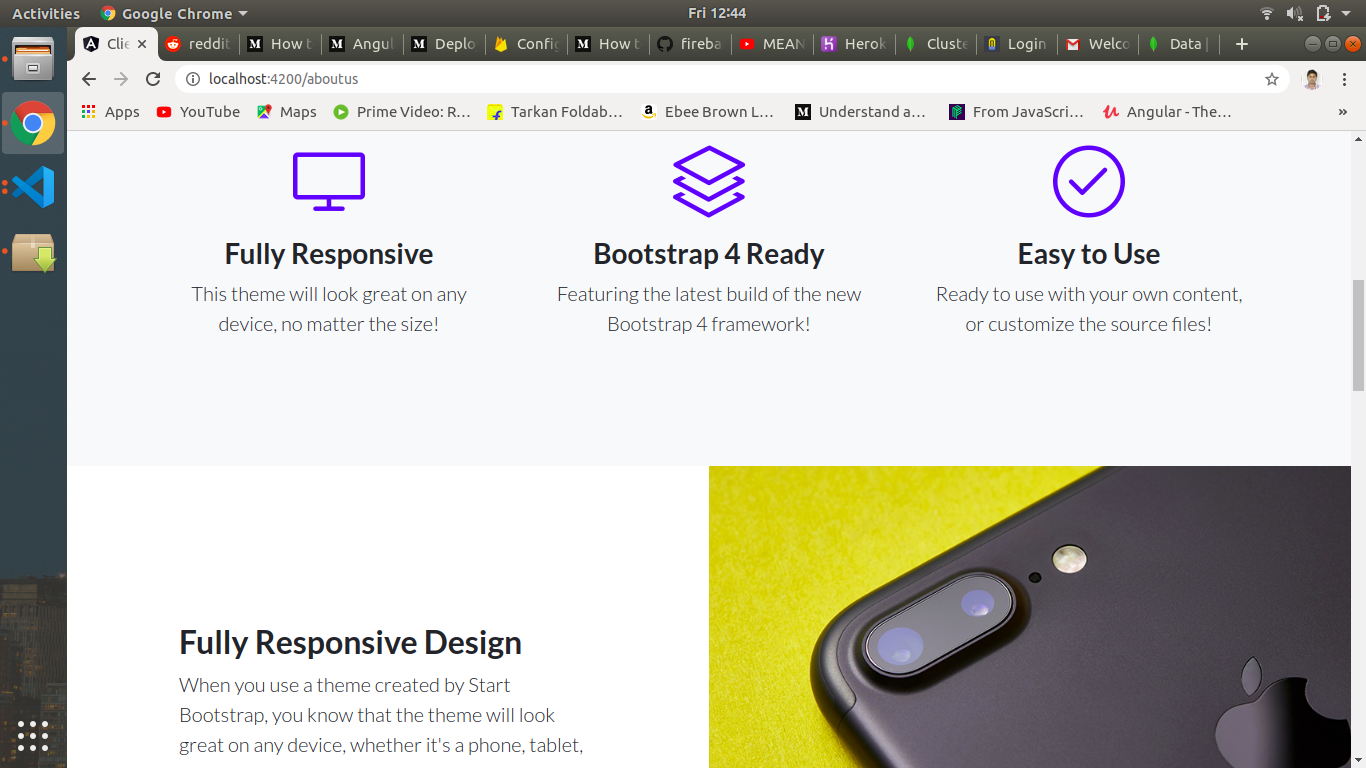 Activities
Google Chrome
Fri 12:44
Clie
reddit
How t
Angul
Deplo
Config
How t
fireba
MEAN
Herok
Cluste
Login
Welco
Data |
localhost:4200/aboutus
Apps
YouTube
Maps
Prime Video: R...
Tarkan Foldab...
Ebee Brown L...
Understand a...
From JavaScri...
Angular - The...
»
Fully Responsive
This theme will look great on any
device, no matter the size!
Bootstrap 4 Ready
Featuring the latest build of the new
Bootstrap 4 framework!
Easy to Use
Ready to use with your own content,
or customize the source files!
Fully Responsive Design
When you use a theme created by Start
Bootstrap, you know that the theme will look
great on any device, whether it's a phone, tablet,